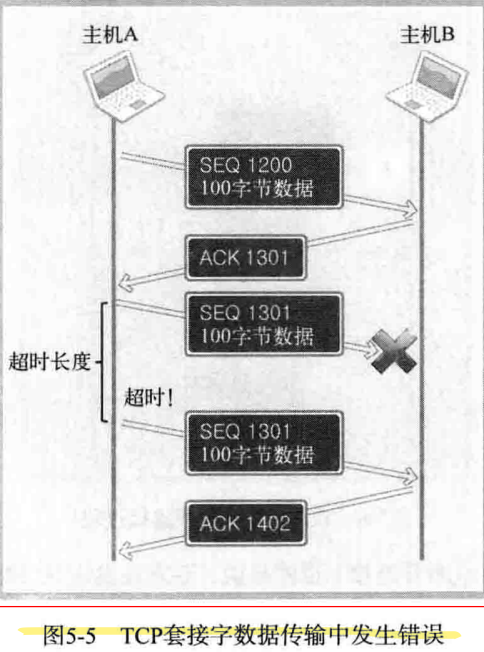 主机A
主机B
SEQ 1200
100字节数据
ACK 1301
SEQ 1301
100字节数据
超时长度
超时!
SEQ 1301
100字节数据
ACK 1402
图5-5 TCP套接字数据传输中发生错误